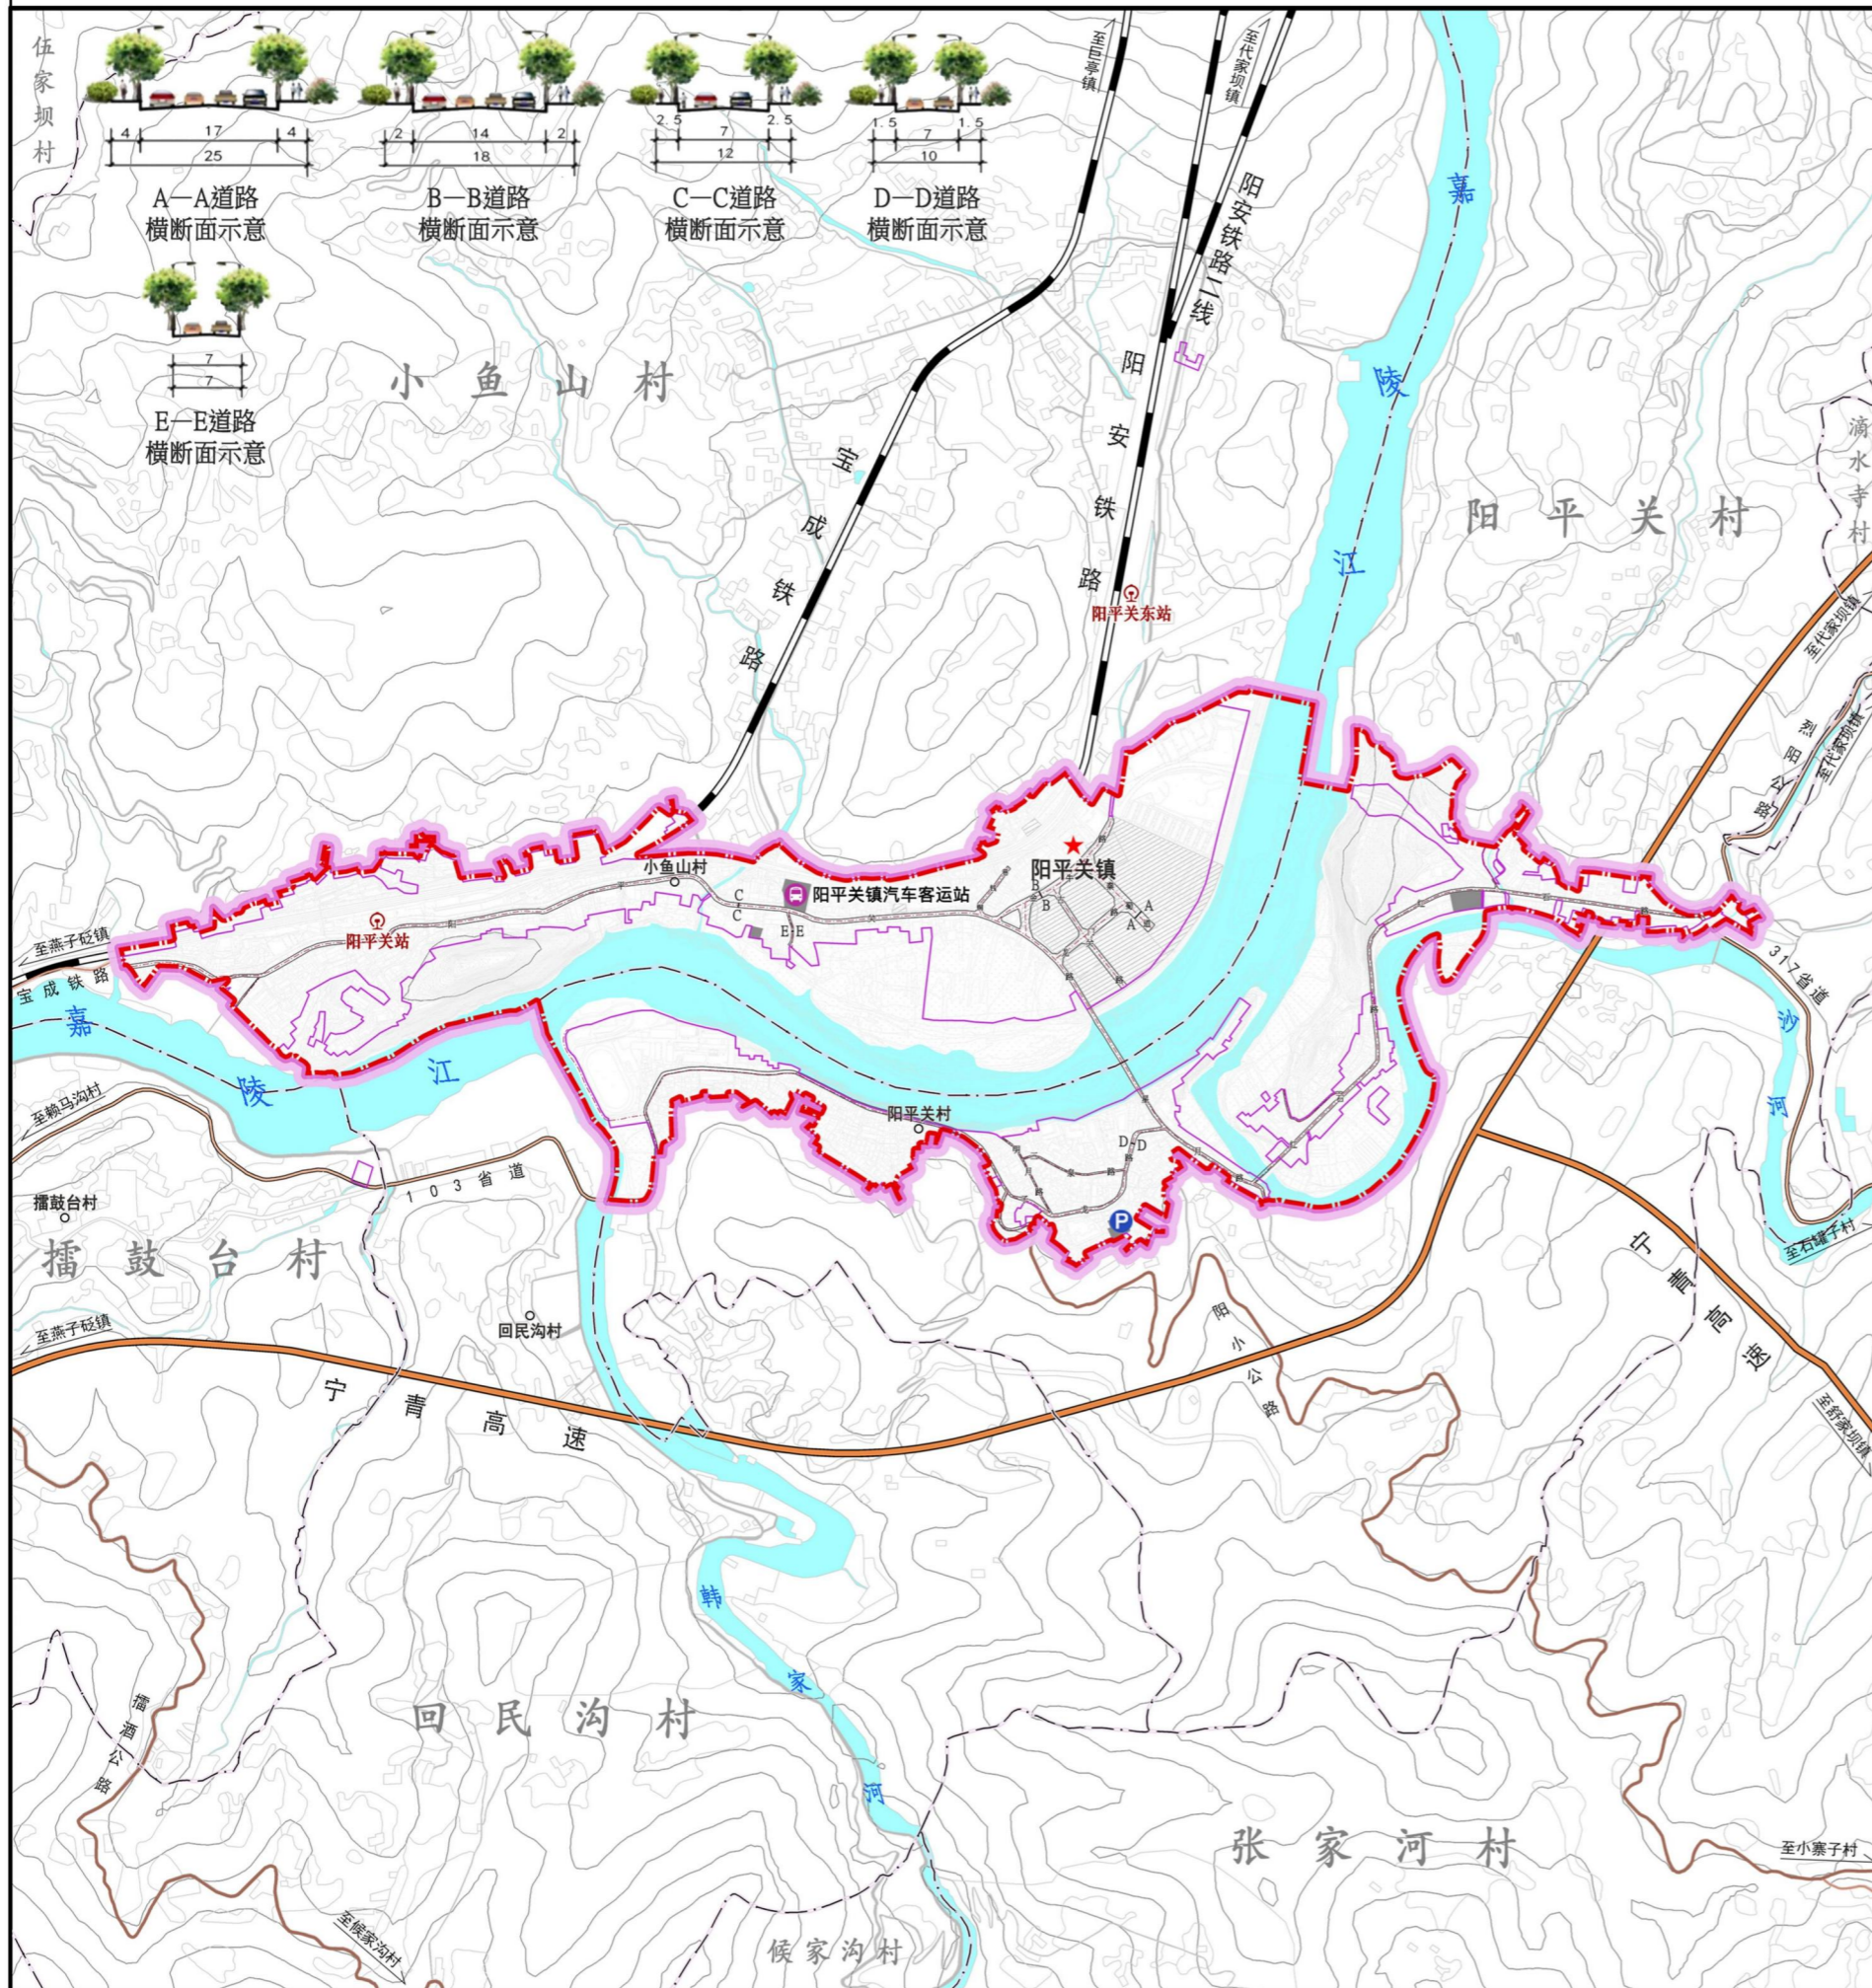 伍家坝村
4 17 4
25
A—A道路
横断面示意
2 14 2
18
B—B道路
横断面示意
2.5 7 2.5
12
C—C道路
横断面示意
1.5 7 1.5
10
D—D道路
横断面示意
7
7
E—E道路
横断面示意
至巨亭镇
至代家坝镇
阳安铁路二线
嘉陵江
小鱼山村
宝成铁路
阳安铁路
阳平关东站
阳平关村
滴水寺村
至代家坝镇
烈阳公路
至代家坝镇
阳平关镇
小鱼山村
阳平关镇汽车客运站
C
C
E-E
B
B
A
A
阳平关站
至燕子砭镇
宝成铁路
嘉陵江
317省道
沙河
至石罐子村
至赖马沟村
103省道
擂鼓台村
擂鼓台村
阳平关村
D-D
P
至燕子砭镇
回民沟村
宁青高速
阳小公路
宁青高速
至舒家坝镇
韩家河
回民沟村
擂酒公路
至候家沟村
候家沟村
张家河村
至小寨子村